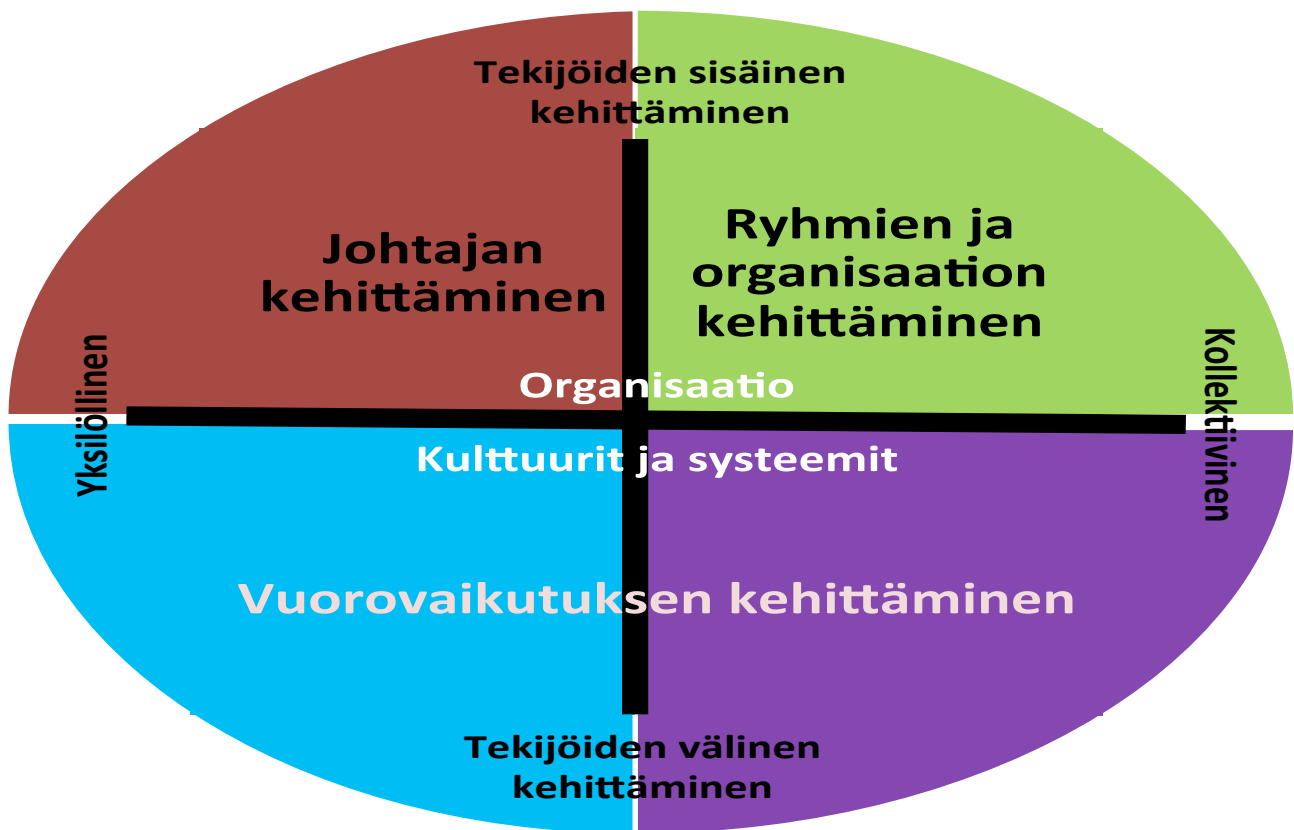 Tekijöiden sisäinen
kehittäminen
Johtajan
kehittäminen
Ryhmien ja
organisaation
kehittäminen
Yksilöllinen
Kollektiivinen
Organisaatio
Kulttuurit ja systeemit
Vuorovaikutuksen kehittäminen
Tekijöiden välinen
kehittäminen